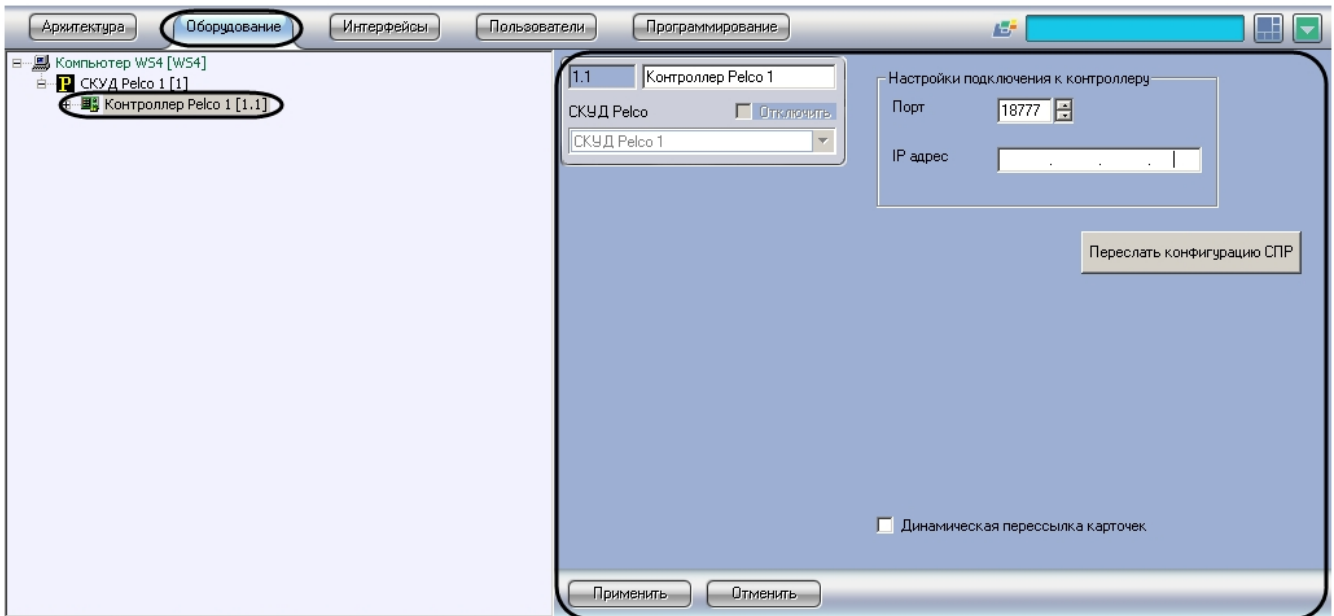 Архитектура Оборудование Интерфейсы Пользователи Программирование
Компьютер WS4 [WS4]
P СКУД Pelco 1 [1]
Контроллер Pelco 1 [1.1]
1.1 Контроллер Pelco 1
СКУД Pelco Отключить
СКУД Pelco 1
Настройки подключения к контроллеру
Порт 18777
IP адрес . . .
Переслать конфигурацию СПР
Динамическая перессылка карточек
Применить Отменить